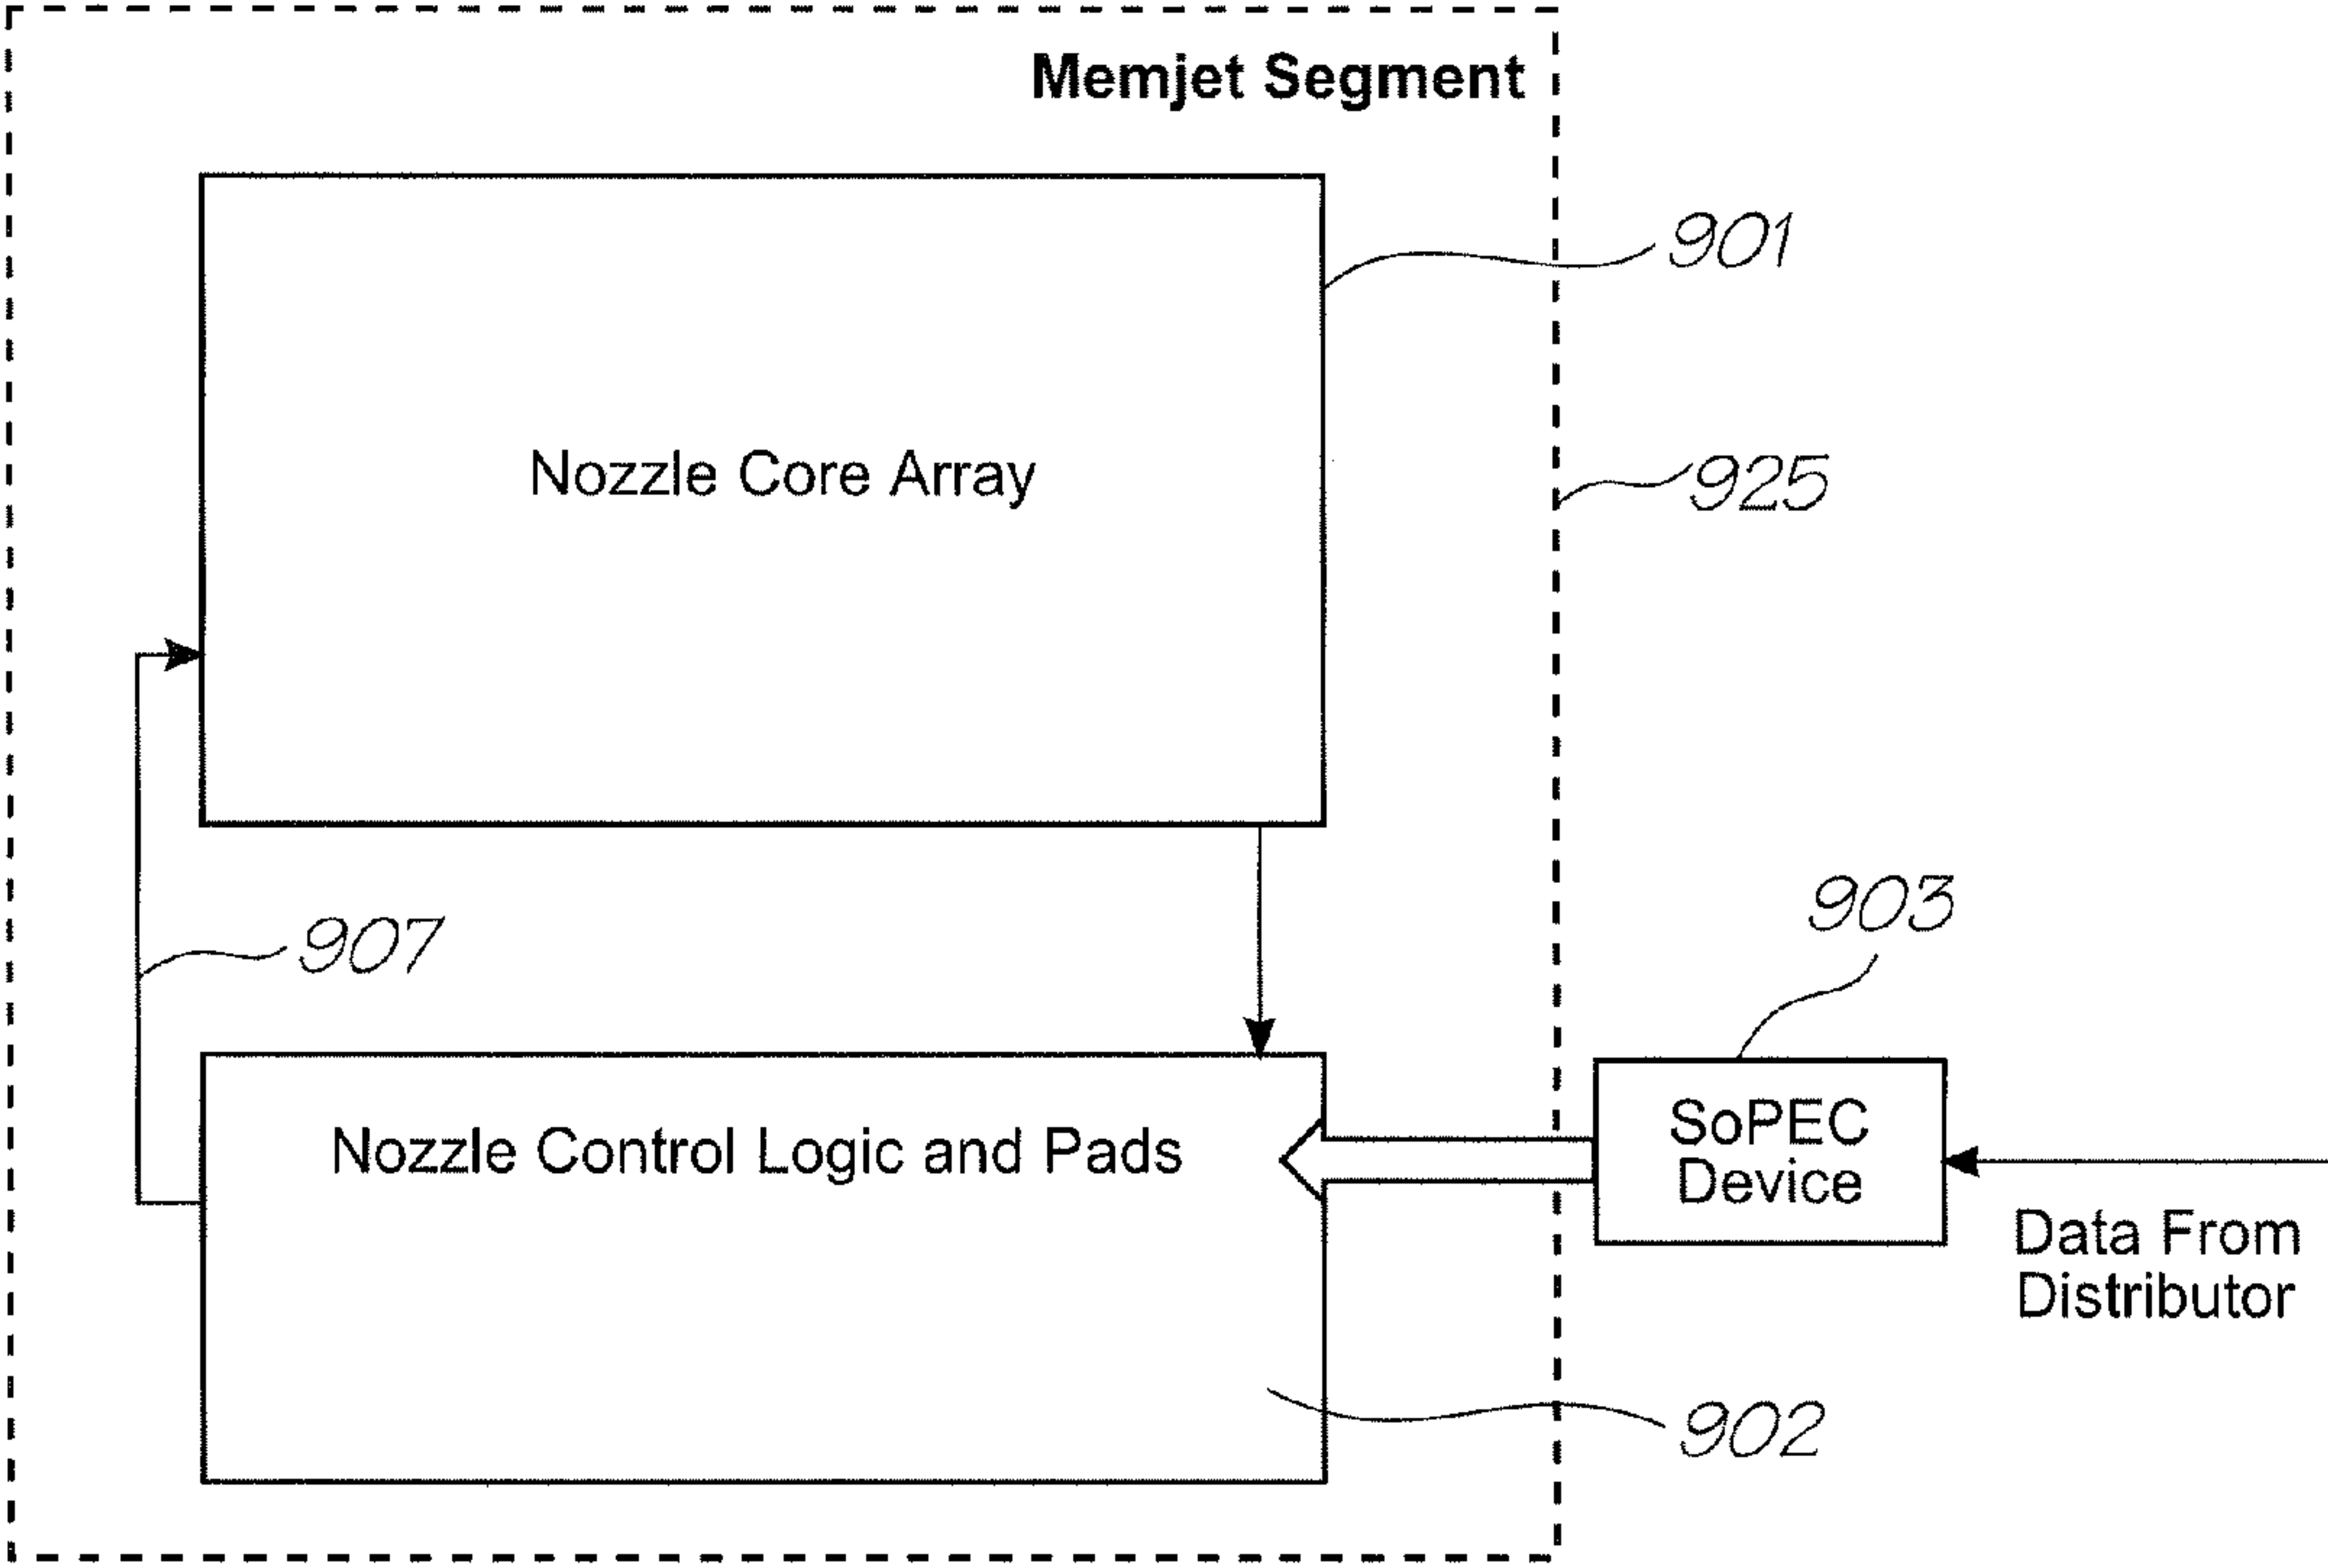 Memjet Segment
901
Nozzle Core Array
925
907
903
Nozzle Control Logic and Pads
SoPEC
Device
Data From
Distributor
902